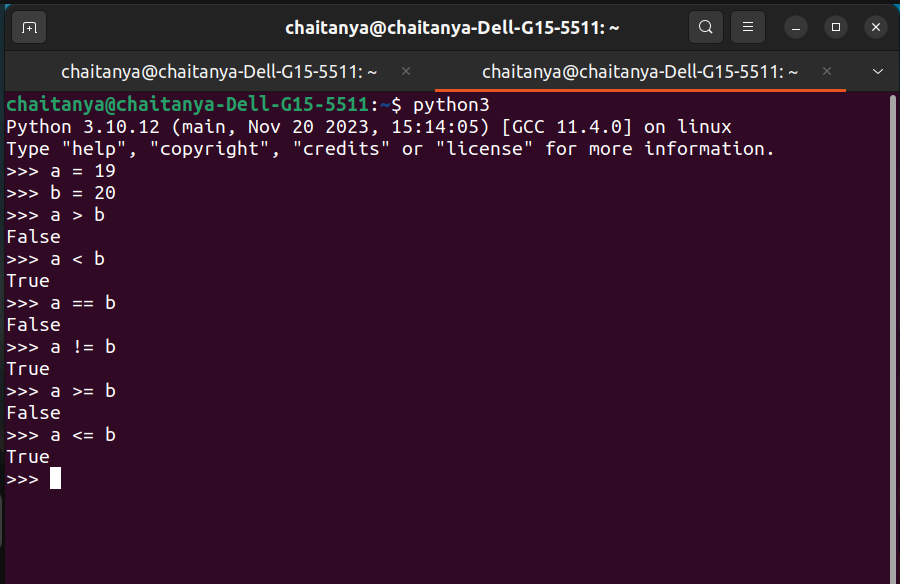 chaitanya@chaitanya-Dell-G15-5511: ~
chaitanya@chaitanya-Dell-G15-5511: ~
chaitanya@chaitanya-Dell-G15-5511: ~
chaitanya@chaitanya-Dell-G15-5511:~$ python3
Python 3.10.12 (main, Nov 20 2023, 15:14:05) [GCC 11.4.0] on linux
Type "help", "copyright", "credits" or "license" for more information.
>>> a = 19
>>> b = 20
>>> a > b
False
>>> a < b
True
>>> a == b
False
>>> a != b
True
>>> a >= b
False
>>> a <= b
True
>>>